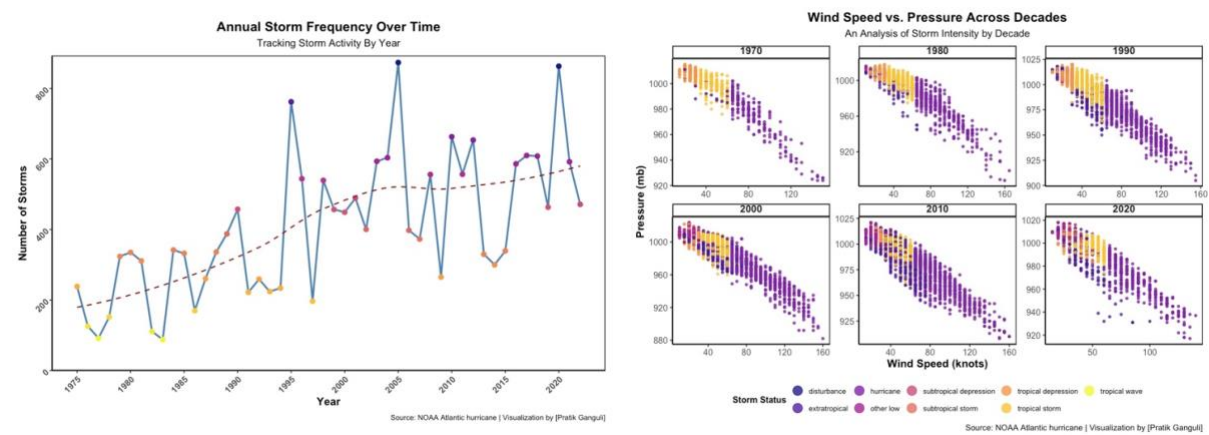 Annual Storm Frequency Over Time
Tracking Storm Activity By Year
Number of Storms
800
600
400
200
0
1975
1980
1985
1990
1995
2000
2005
2010
2015
2020
Year
Source: NOAA Atlantic hurricane | Visualization by [Pratik Ganguli]
Wind Speed vs. Pressure Across Decades
An Analysis of Storm Intensity by Decade
Pressure (mb)
1970
1000
980
960
940
920
40 80 120
1980
1000
960
920
40 80 120 160
1990
1025
1000
975
950
925
900
40 80 120 160
2000
1000
960
920
880
40 80 120 160
2010
1025
1000
975
950
925
40 80 120 160
2020
1020
1000
980
960
940
920
50 100
Wind Speed (knots)
Storm Status
disturbance hurricane subtropical depression tropical depression tropical wave
extratropical other low subtropical storm tropical storm
Source: NOAA Atlantic hurricane | Visualization by [Pratik Ganguli]